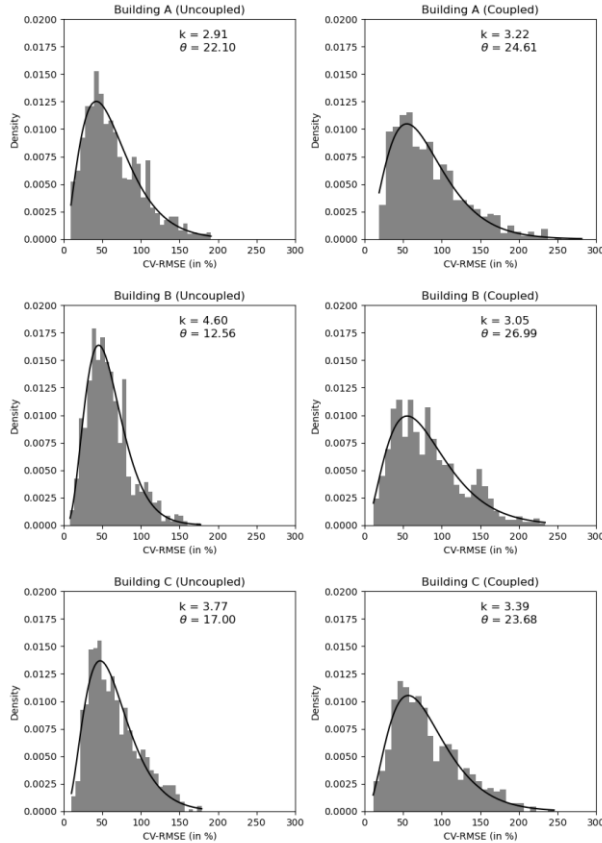 Building A (Uncoupled)
k = 2.91
θ = 22.10
0.0200
0.0175
0.0150
0.0125
0.0100
0.0075
0.0050
0.0025
0.0000
Density
0 50 100 150 200 250 300
CV-RMSE (in %)
Building A (Coupled)
k = 3.22
θ = 24.61
0.0200
0.0175
0.0150
0.0125
0.0100
0.0075
0.0050
0.0025
0.0000
Density
0 50 100 150 200 250 300
CV-RMSE (in %)
Building B (Uncoupled)
k = 4.60
θ = 12.56
0.0200
0.0175
0.0150
0.0125
0.0100
0.0075
0.0050
0.0025
0.0000
Density
0 50 100 150 200 250 300
CV-RMSE (in %)
Building B (Coupled)
k = 3.05
θ = 26.99
0.0200
0.0175
0.0150
0.0125
0.0100
0.0075
0.0050
0.0025
0.0000
Density
0 50 100 150 200 250 300
CV-RMSE (in %)
Building C (Uncoupled)
k = 3.77
θ = 17.00
0.0200
0.0175
0.0150
0.0125
0.0100
0.0075
0.0050
0.0025
0.0000
Density
0 50 100 150 200 250 300
CV-RMSE (in %)
Building C (Coupled)
k = 3.39
θ = 23.68
0.0200
0.0175
0.0150
0.0125
0.0100
0.0075
0.0050
0.0025
0.0000
Density
0 50 100 150 200 250 300
CV-RMSE (in %)